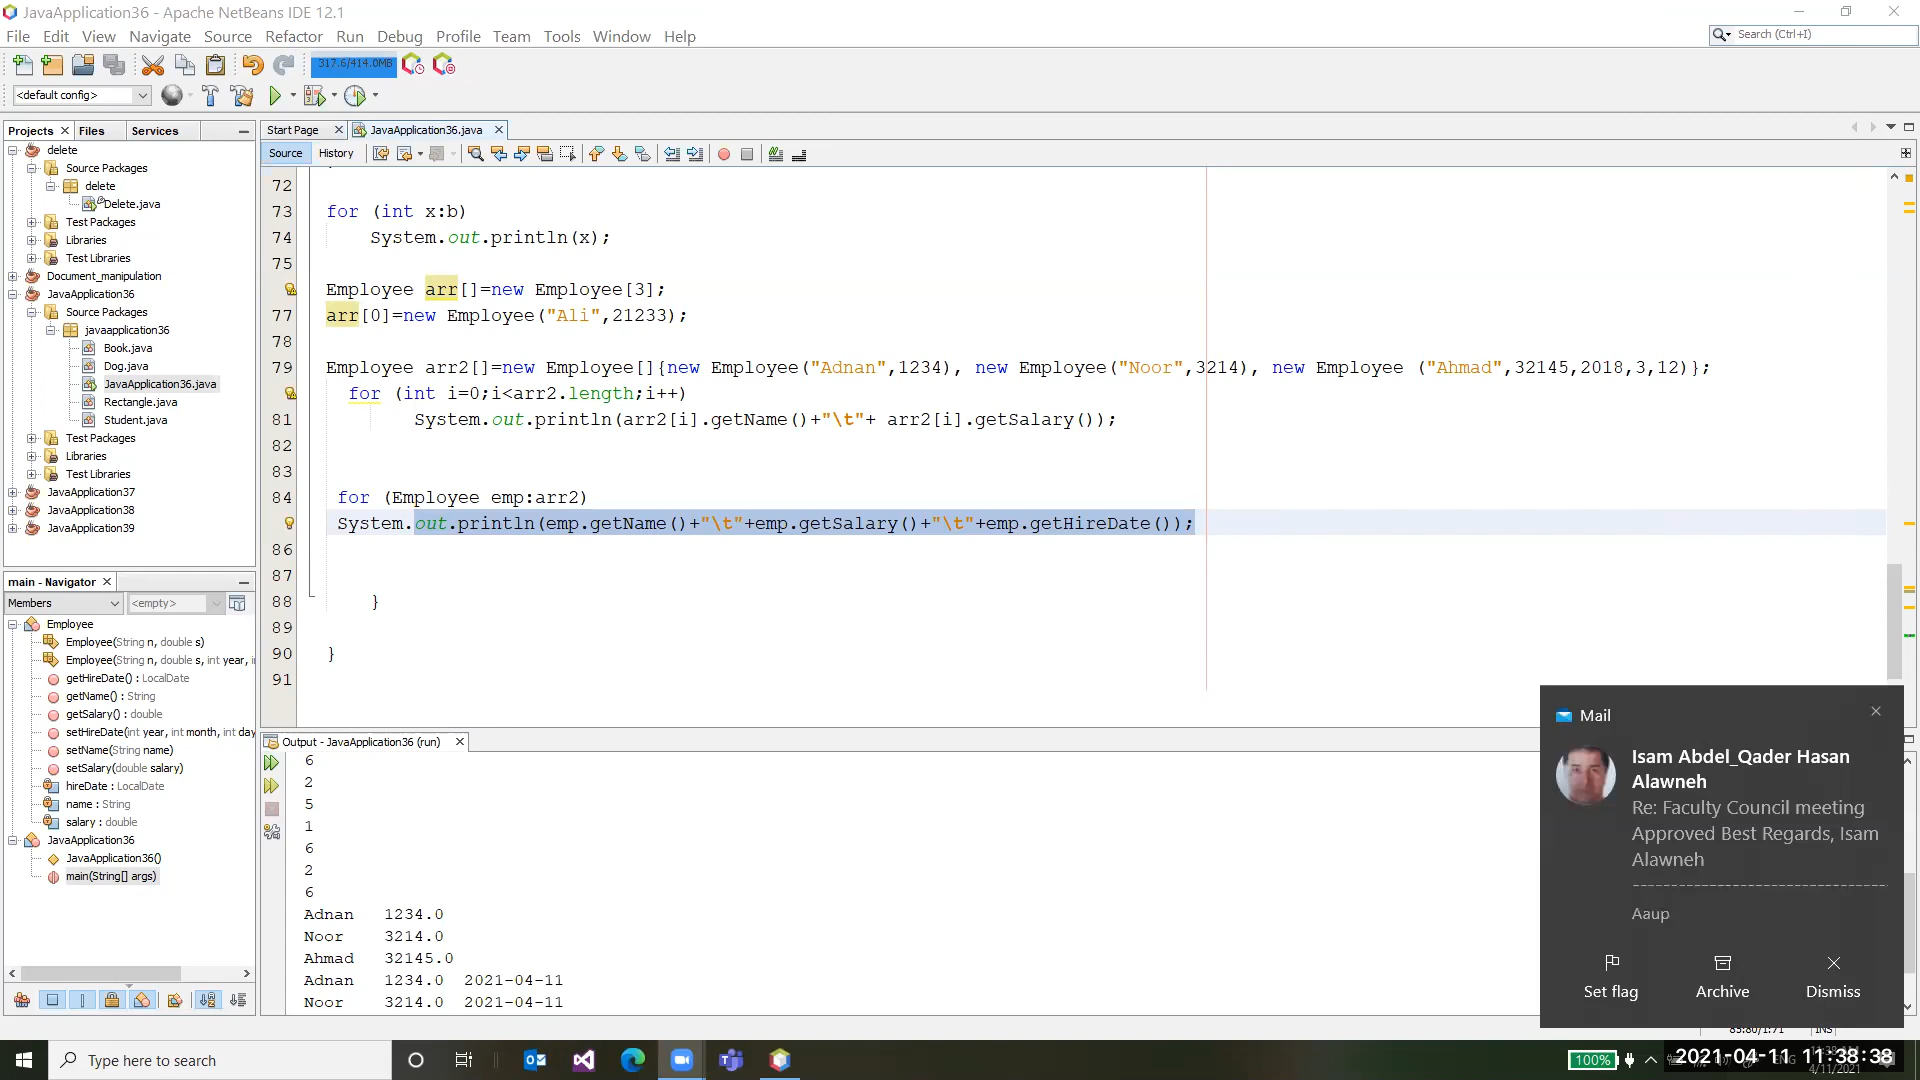 JavaApplication36 - Apache NetBeans IDE 12.1
File Edit View Navigate Source Refactor Run Debug Profile Team Tools Window Help
Search (Ctrl+I)
317.6/414.0MB
<default config>
Projects Files Services
delete
Source Packages
delete
Delete.java
Test Packages
Libraries
Test Libraries
Document_manipulation
JavaApplication36
Source Packages
javaapplication36
Book.java
Dog.java
JavaApplication36.java
Rectangle.java
Student.java
Test Packages
Libraries
Test Libraries
JavaApplication37
JavaApplication38
JavaApplication39
main - Navigator
Members <empty>
Employee
Employee(String n, double s)
Employee(String n, double s, int year, i
getHireDate() : LocalDate
getName() : String
getSalary() : double
setHireDate(int year, int month, int day
setName(String name)
setSalary(double salary)
hireDate : LocalDate
name : String
salary : double
JavaApplication36
JavaApplication36()
main(String[] args)
Start Page JavaApplication36.java
Source History
72
73 for (int x:b)
74 System.out.println(x);
75
Employee arr[]=new Employee[3];
77 arr[0]=new Employee("Ali",21233);
78
79 Employee arr2[]=new Employee[]{new Employee("Adnan",1234), new Employee("Noor",3214), new Employee ("Ahmad",32145,2018,3,12)};
for (int i=0;i<arr2.length;i++)
81 System.out.println(arr2[i].getName()+"\t"+ arr2[i].getSalary());
82
83
84 for (Employee emp:arr2)
System.out.println(emp.getName()+"\t"+emp.getSalary()+"\t"+emp.getHireDate());
86
87
88 }
89
90 }
91
Output - JavaApplication36 (run)
6
2
5
1
6
2
6
Adnan 1234.0
Noor 3214.0
Ahmad 32145.0
Adnan 1234.0 2021-04-11
Noor 3214.0 2021-04-11
Mail
Isam Abdel_Qader Hasan
Alawneh
Re: Faculty Council meeting
Approved Best Regards, Isam
Alawneh
--------------------------------
Aaup
Set flag Archive Dismiss
Type here to search
100%
2021-04-11 11:38:38
4/11/2021